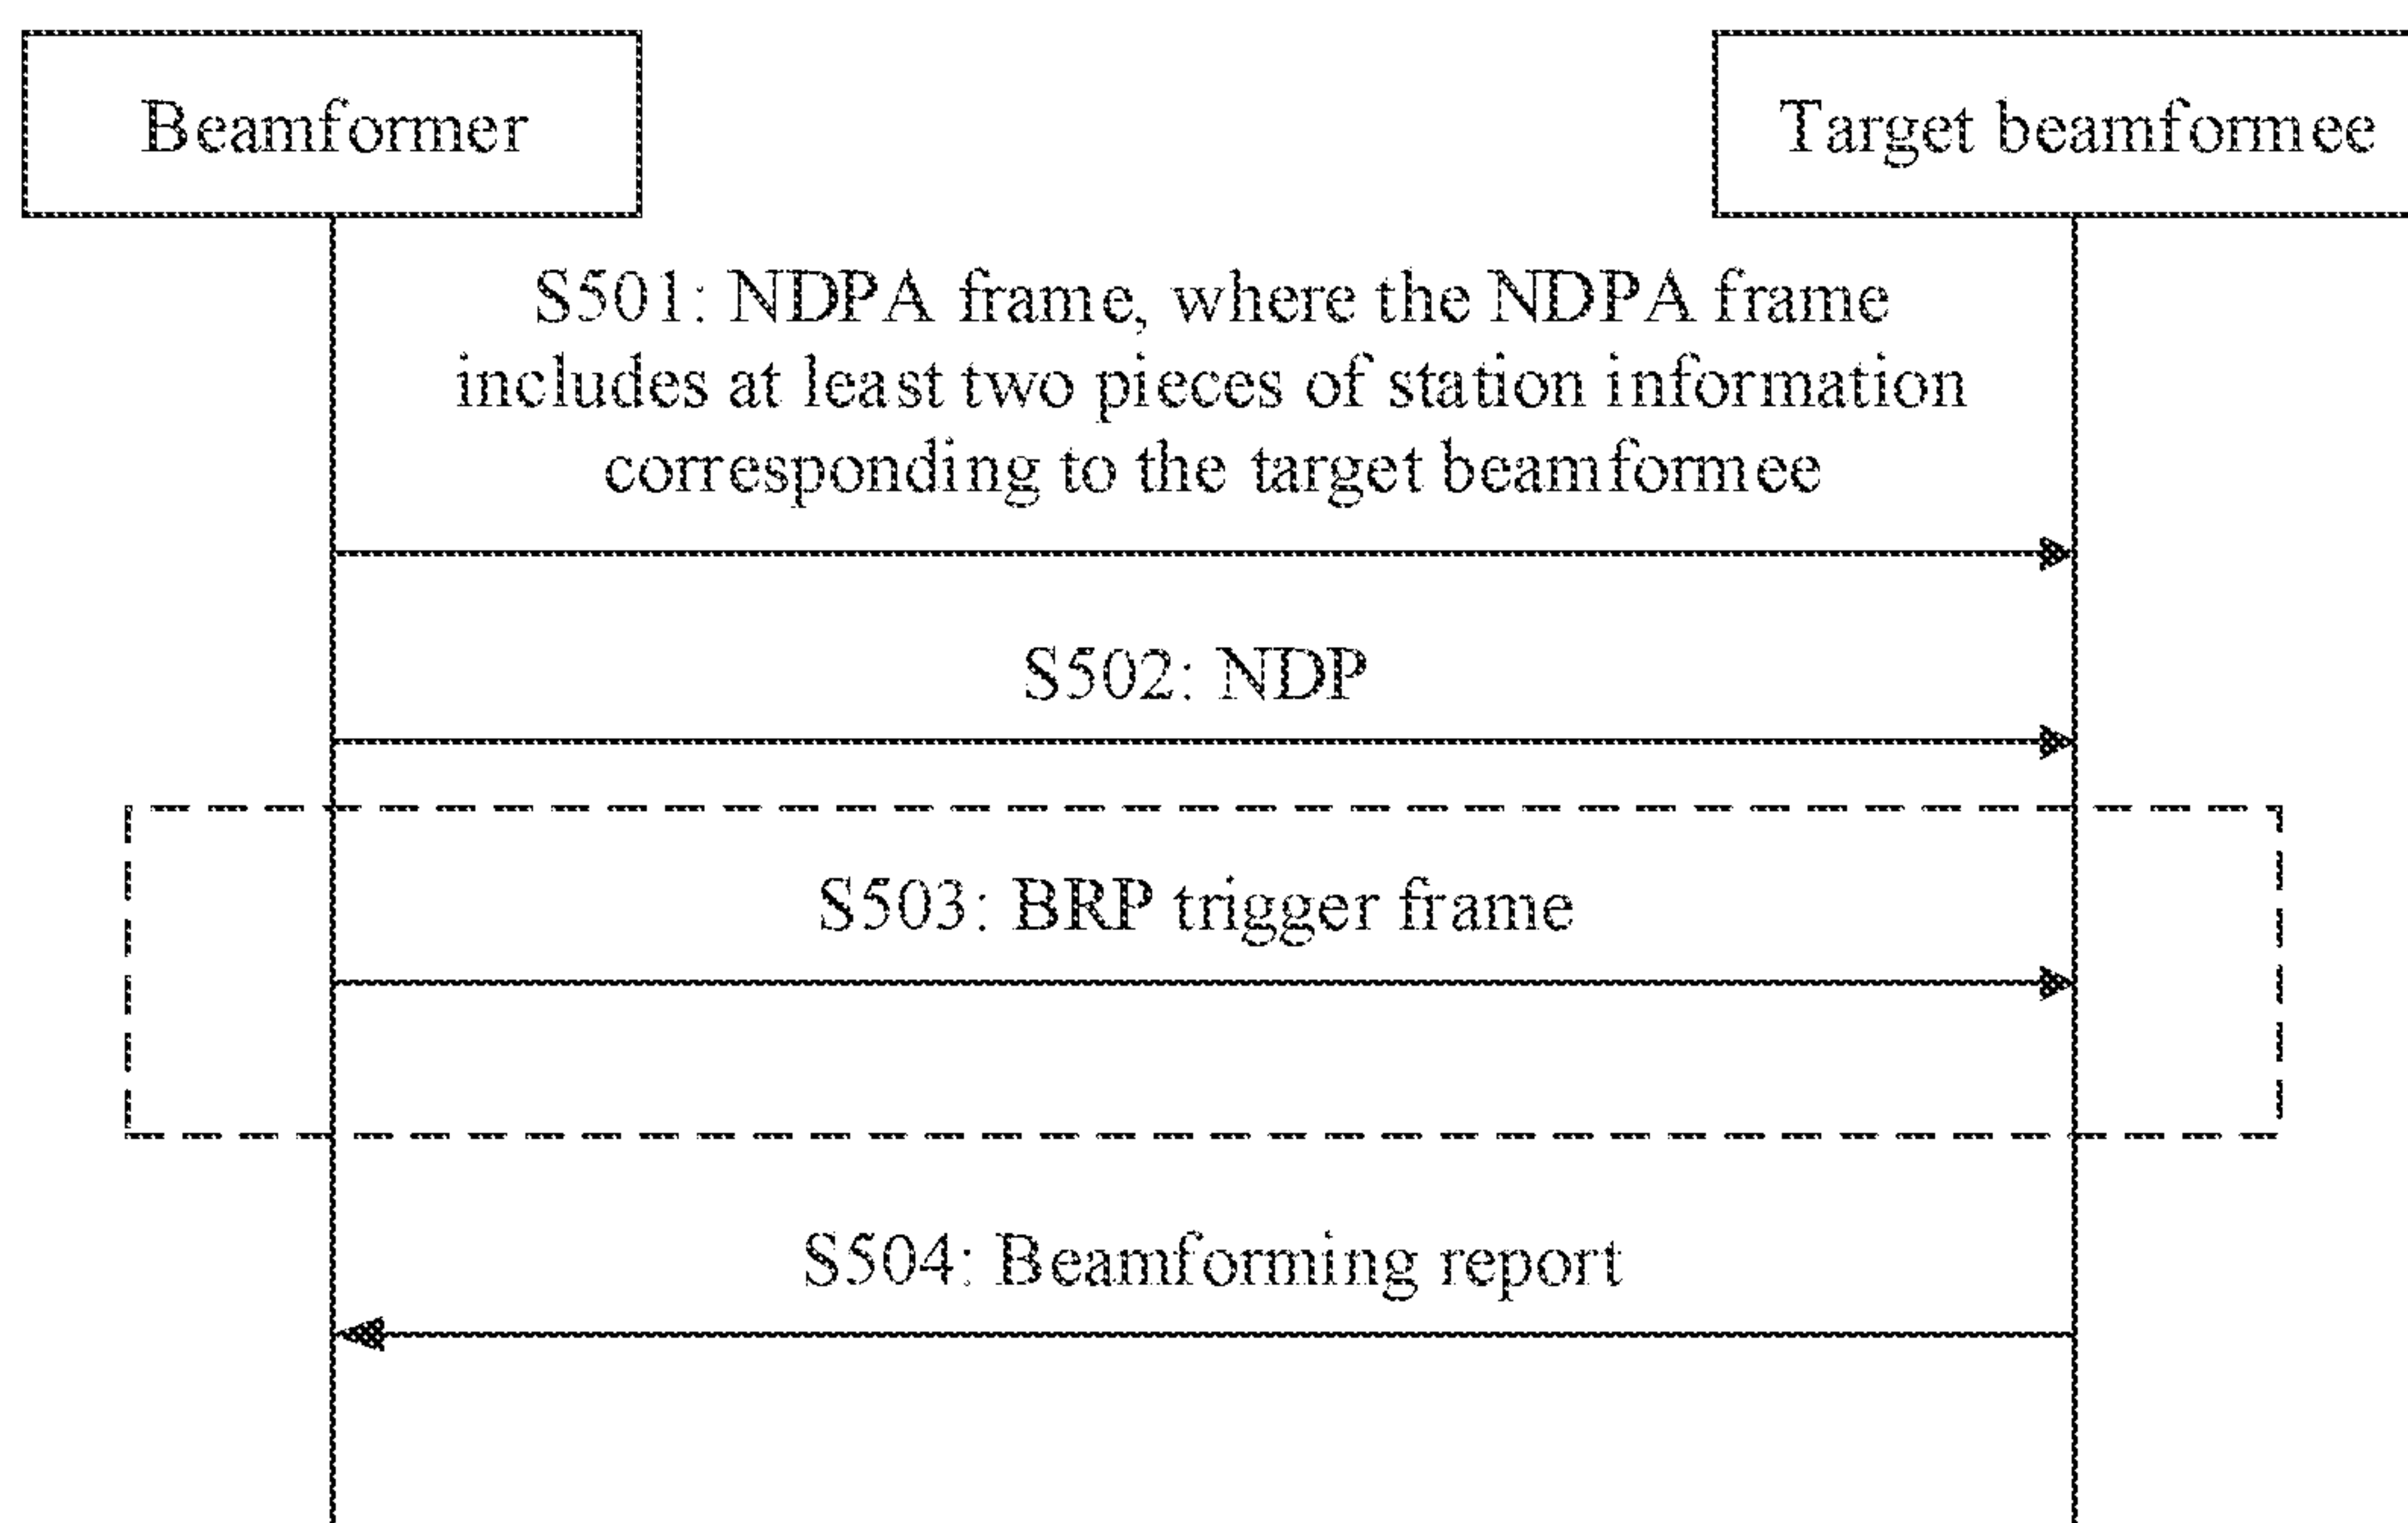 Beamformer
Target beamformee
S501: NDPA frame, where the NDPA frame
includes at least two pieces of station information
corresponding to the target beamformee
S502: NDP
S503: BRP trigger frame
S504: Beamforming report